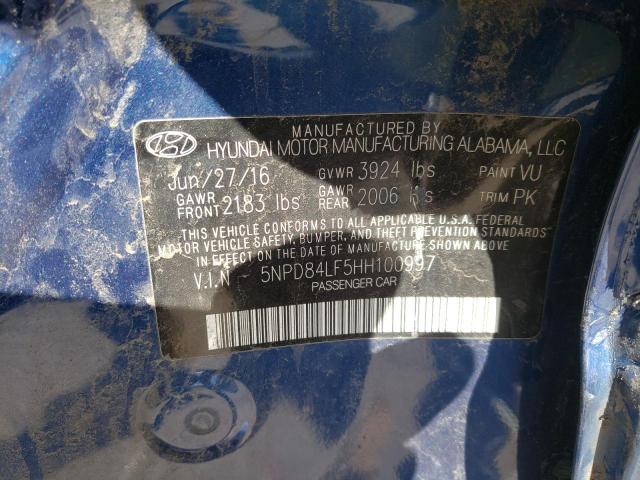 MANUFACTURED BY
HYUNDAI MOTOR MANUFACTURING ALABAMA, LLC
Jun/27/16 GVWR 3924 lbs PAINT VU
GAWR FRONT 2183 lbs GAWR REAR 2006 lbs TRIM PK
THIS VEHICLE CONFORMS TO ALL APPLICABLE U.S.A. FEDERAL
MOTOR VEHICLE SAFETY, BUMPER, AND THEFT PREVENTION STANDARDS
IN EFFECT ON THE DATE OF MANUFACTURE SHOWN ABOVE.
V.I.N 5NPD84LF5HH100997
PASSENGER CAR